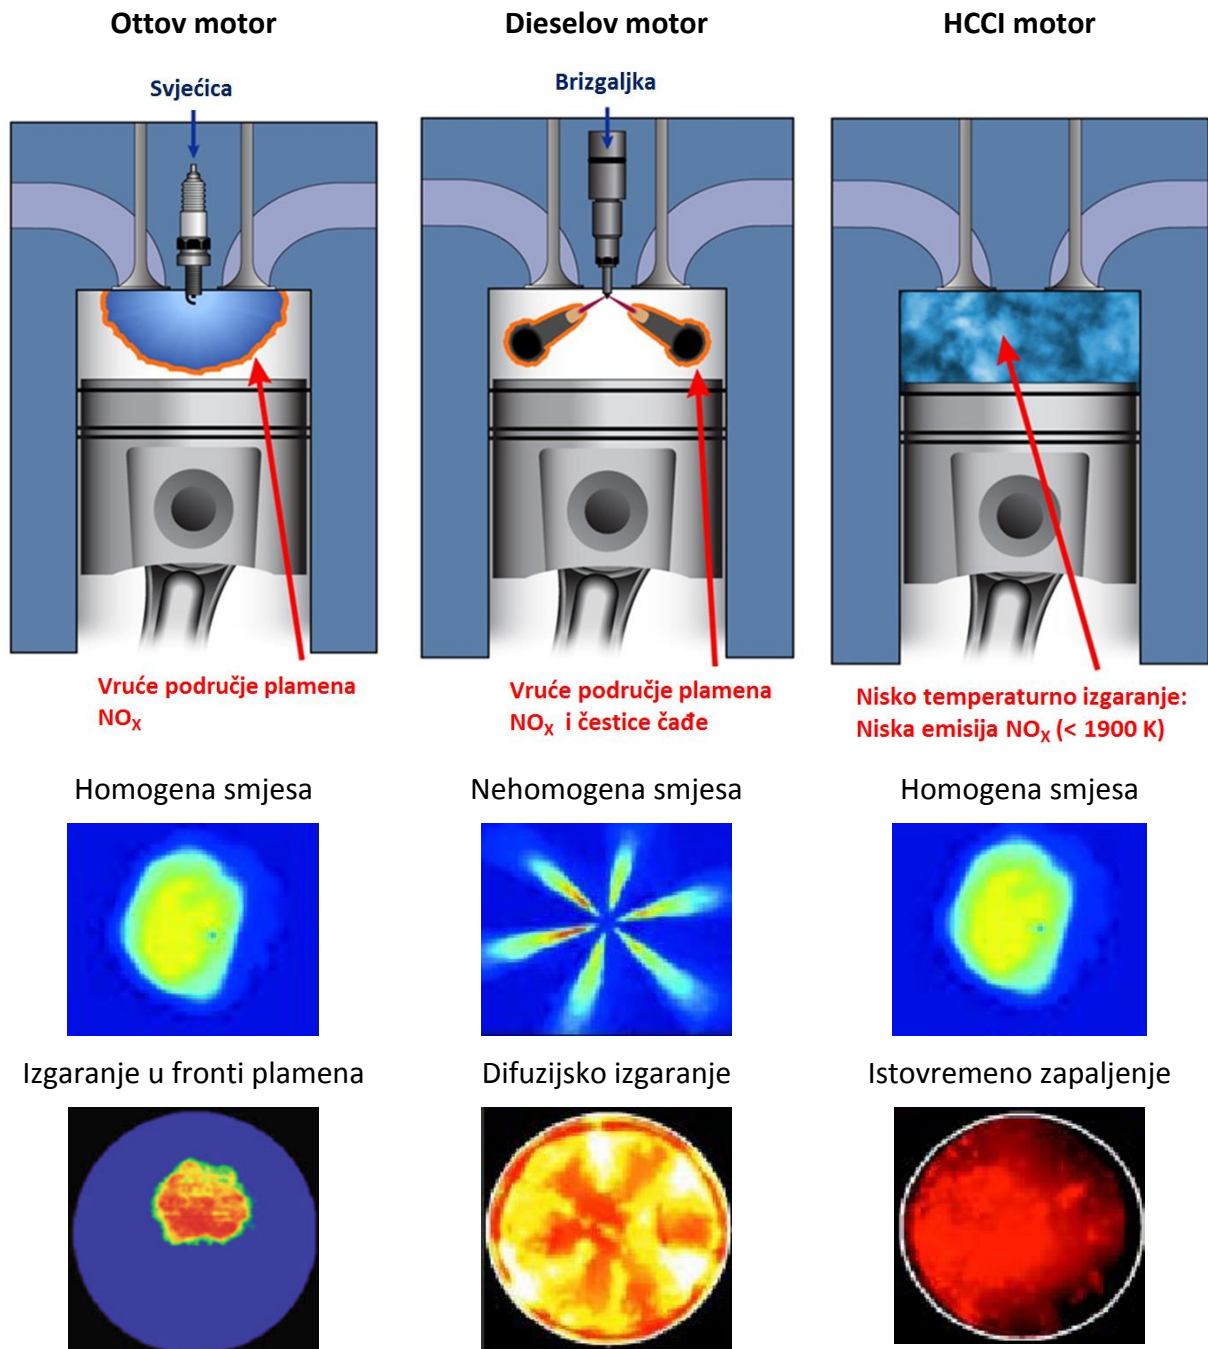 Ottov motor
Dieselov motor
HCCI motor
Svjećica
Brizgaljka
Vruće područje plamena
NOX
Vruće područje plamena
NOX i čestice čađe
Nisko temperaturno izgaranje:
Niska emisija NOX (< 1900 K)
Homogena smjesa
Nehomogena smjesa
Homogena smjesa
Izgaranje u fronti plamena
Difuzijsko izgaranje
Istovremeno zapaljenje